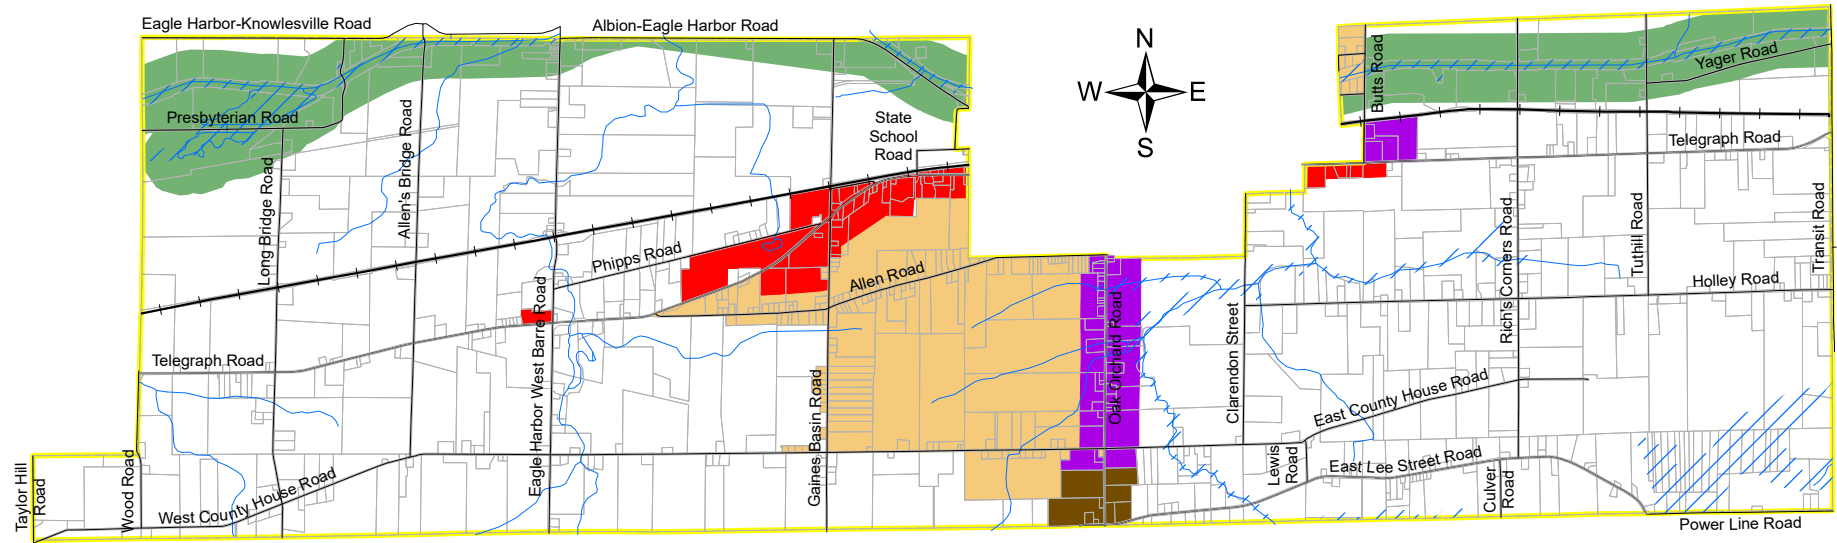 Eagle Harbor-Knowlesville Road
Albion-Eagle Harbor Road
N
W
E
S
Butts Road
Yager Road
Presbyterian Road
State
School
Road
Telegraph Road
Long Bridge Road
Allen's Bridge Road
Phipps Road
Allen Road
Rich's Corners Road
Tuthill Road
Transit Road
Holley Road
Telegraph Road
Eagle Harbor West Barre Road
Gaines Basin Road
Oak Orchard Road
Clarendon Street
East County House Road
Taylor Hill
Road
Wood Road
West County House Road
Lewis
Road
East Lee Street Road
Culver
Road
Power Line Road